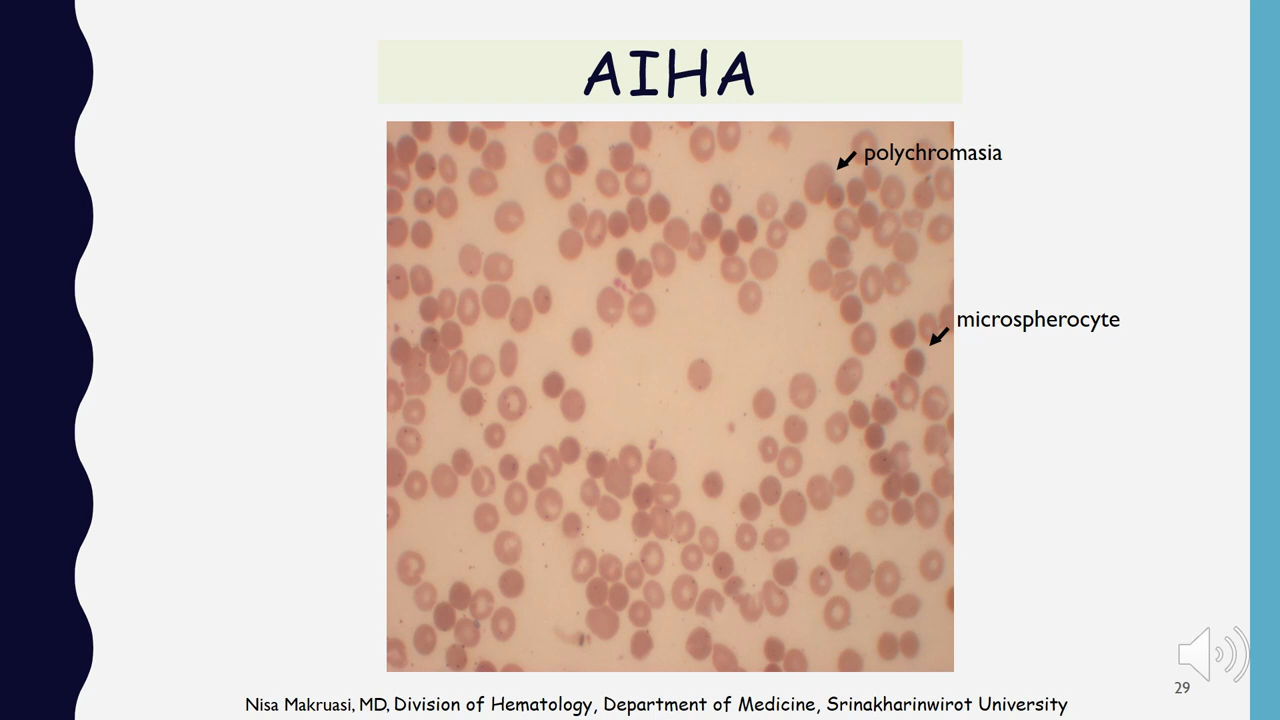 AIHA
polychromasia
microspherocyte
29
Nisa Makruasi, MD, Division of Hematology, Department of Medicine, Srinakharinwirot University